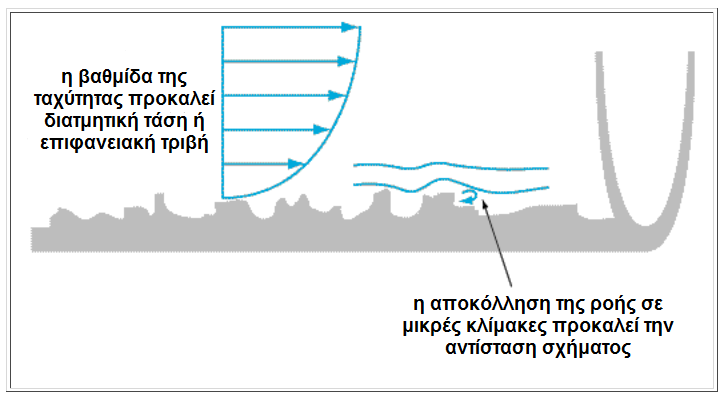 η βαθμίδα της
ταχύτητας προκαλεί
διατμητική τάση ή
επιφανειακή τριβή
η αποκόλληση της ροής σε
μικρές κλίμακες προκαλεί την
αντίσταση σχήματος